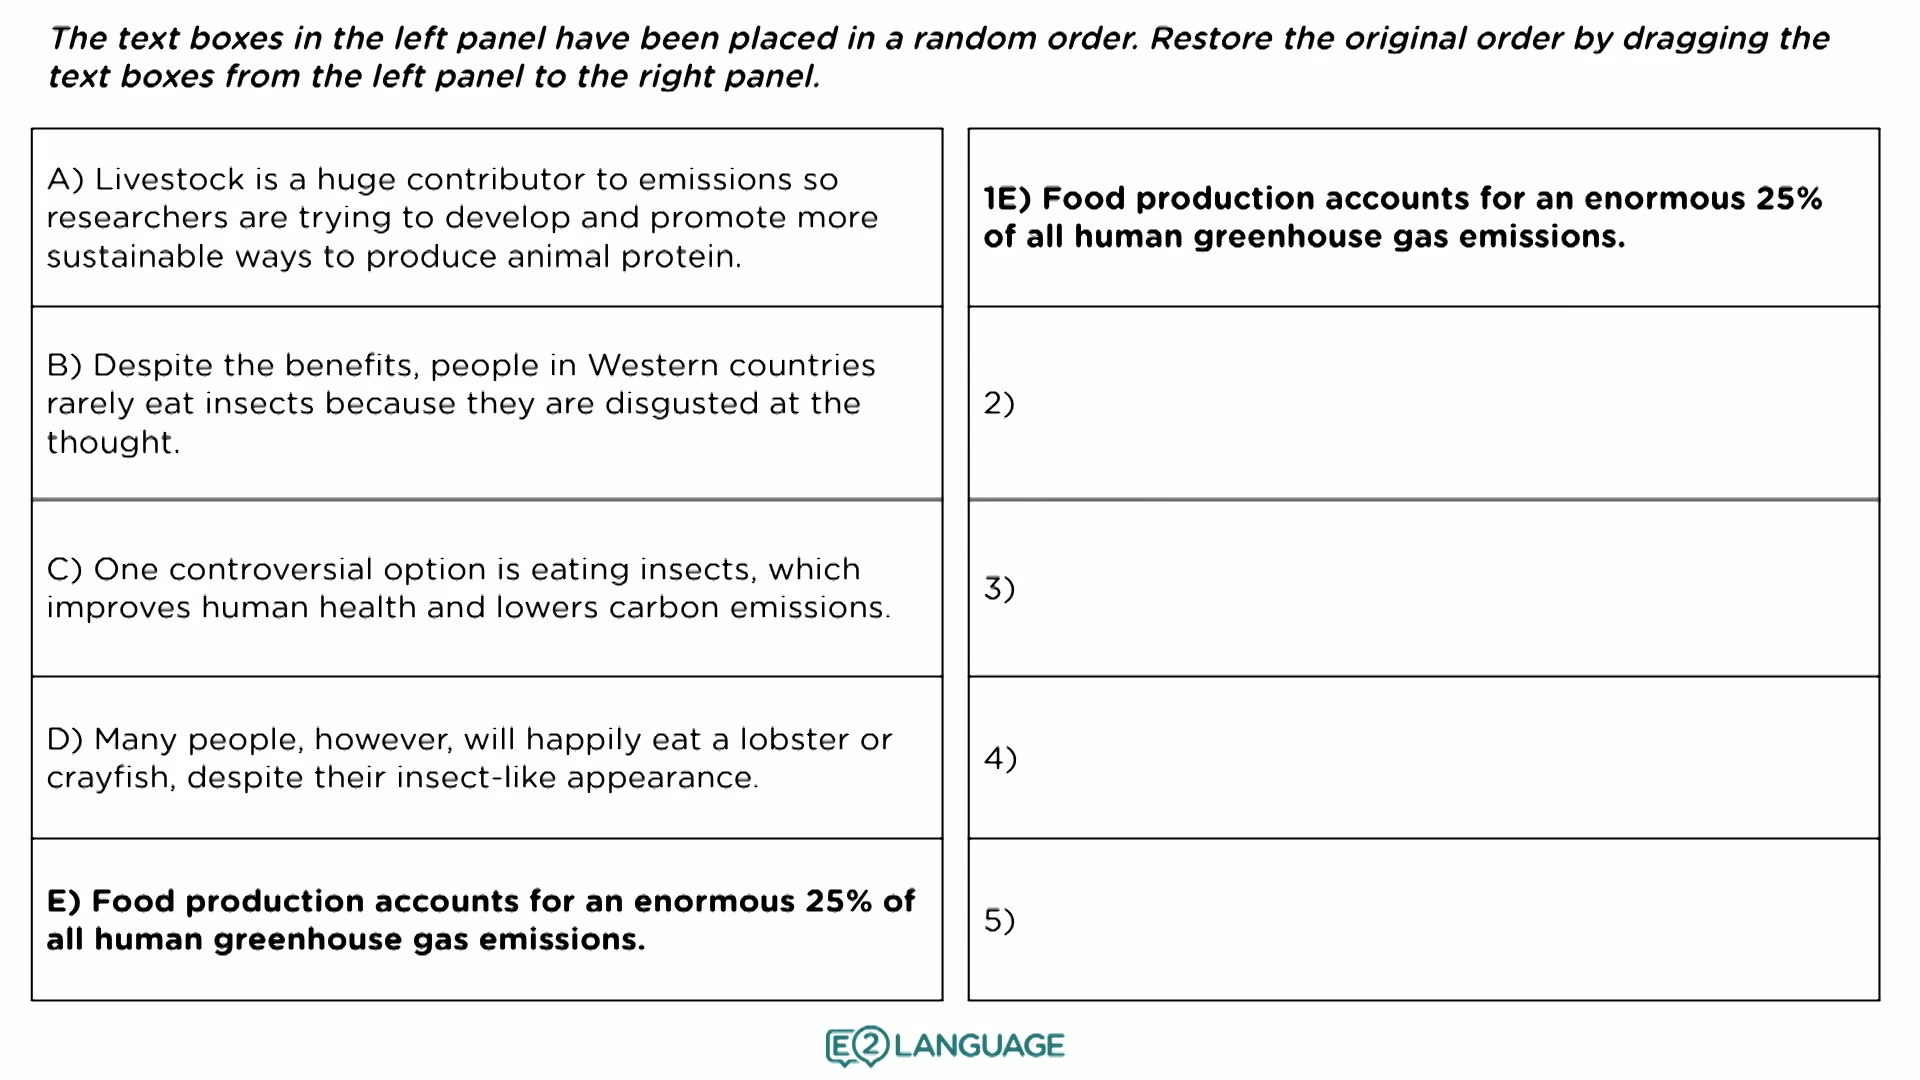 The text boxes in the left panel have been placed in a random order. Restore the original order by dragging the
text boxes from the left panel to the right panel.
A) Livestock is a huge contributor to emissions so
researchers are trying to develop and promote more
sustainable ways to produce animal protein.
B) Despite the benefits, people in Western countries
rarely eat insects because they are disgusted at the
thought.
C) One controversial option is eating insects, which
improves human health and lowers carbon emissions.
D) Many people, however, will happily eat a lobster or
crayfish, despite their insect-like appearance.
E) Food production accounts for an enormous 25% of
all human greenhouse gas emissions.
1E) Food production accounts for an enormous 25%
of all human greenhouse gas emissions.
2)
3)
4)
5)
E2 LANGUAGE